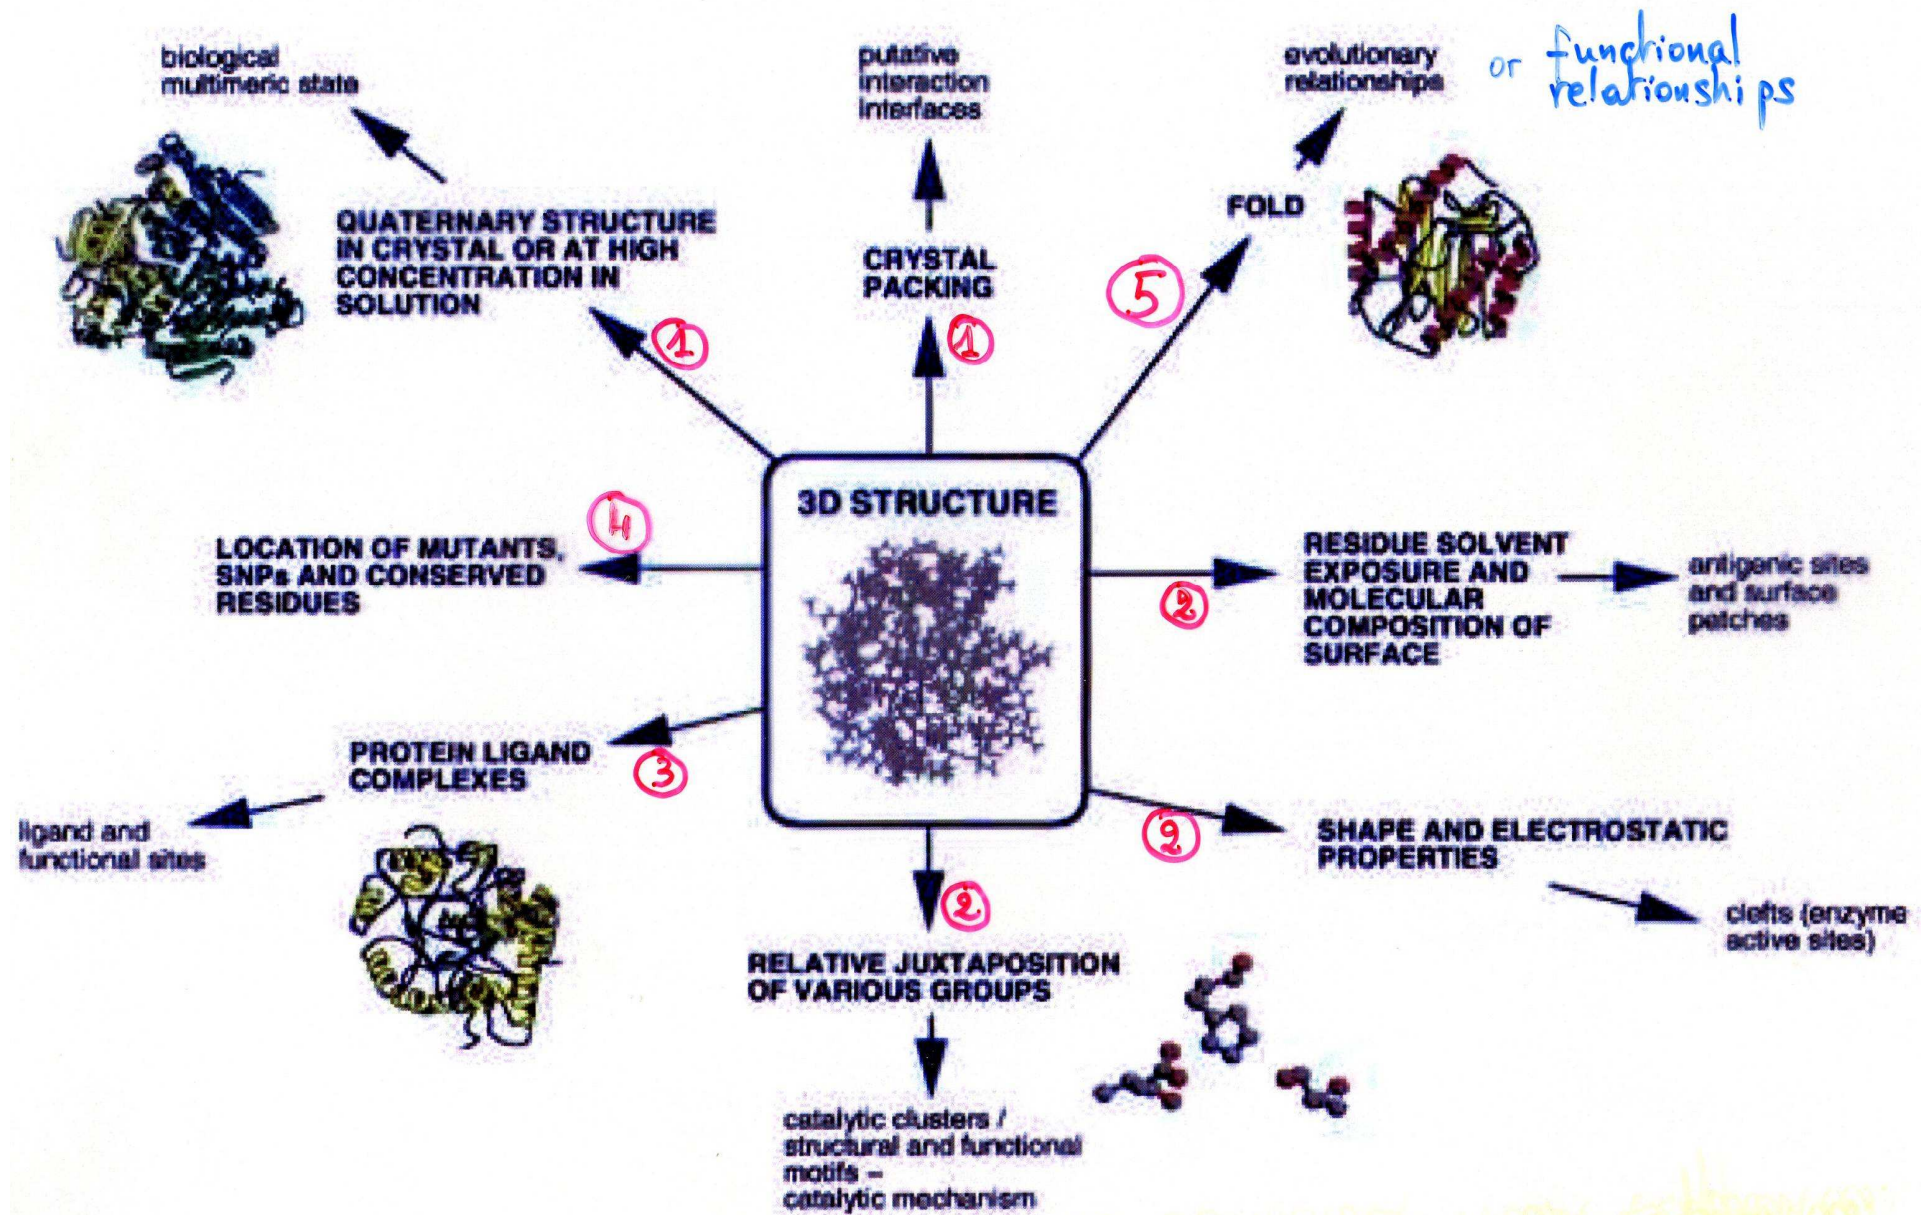 biological
multimeric state
putative
interaction
interfaces
evolutionary
relationships
or functional
relationships
QUATERNARY STRUCTURE
IN CRYSTAL OR AT HIGH
CONCENTRATION IN
SOLUTION
CRYSTAL
PACKING
FOLD
1
1
5
3D STRUCTURE
4
LOCATION OF MUTANTS,
SNPs AND CONSERVED
RESIDUES
2
RESIDUE SOLVENT
EXPOSURE AND
MOLECULAR
COMPOSITION OF
SURFACE
antigenic sites
and surface
patches
PROTEIN LIGAND
COMPLEXES
3
ligand and
functional sites
2
SHAPE AND ELECTROSTATIC
PROPERTIES
clefts (enzyme
active sites)
2
RELATIVE JUXTAPOSITION
OF VARIOUS GROUPS
catalytic clusters /
structural and functional
motifs –
catalytic mechanism